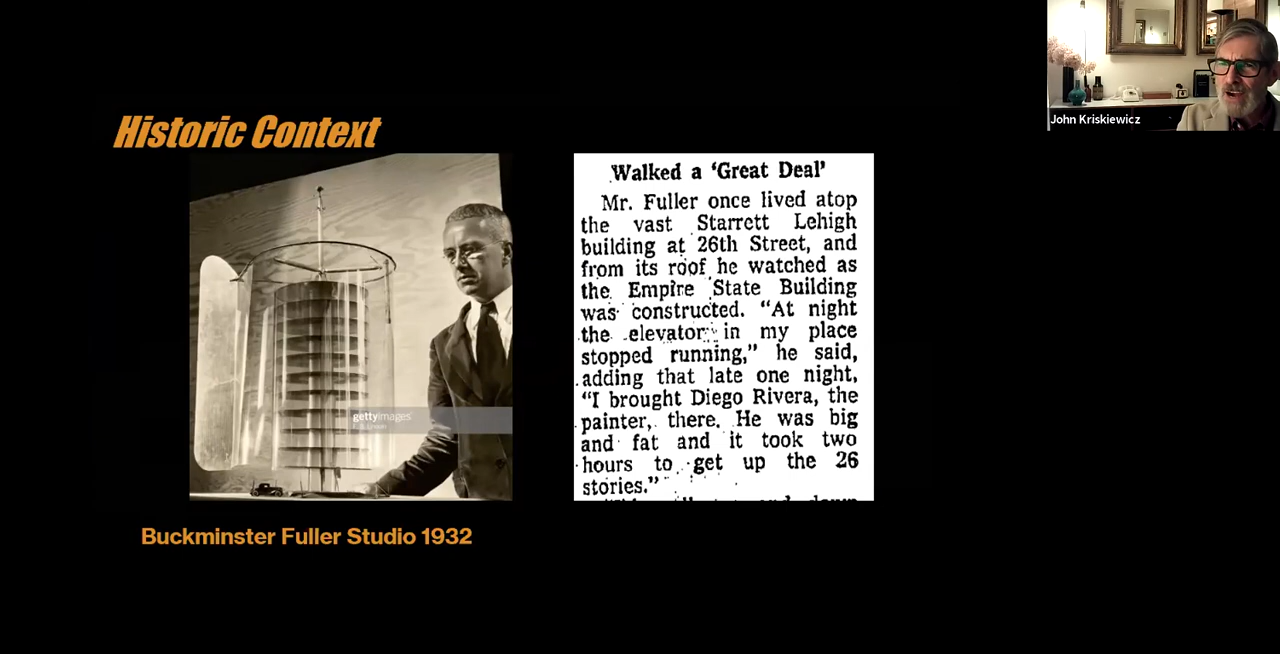 John Kriskiewicz
Historic Context
gettyimages
Walked a ‘Great Deal’
Mr. Fuller once lived atop
the vast Starrett Lehigh
building at 26th Street, and
from its roof he watched as
the Empire State Building
was constructed. “At night
the elevator in my place
stopped running,” he said,
adding that late one night,
“I brought Diego Rivera, the
painter, there. He was big
and fat and it took two
hours to get up the 26
stories.”
Buckminster Fuller Studio 1932